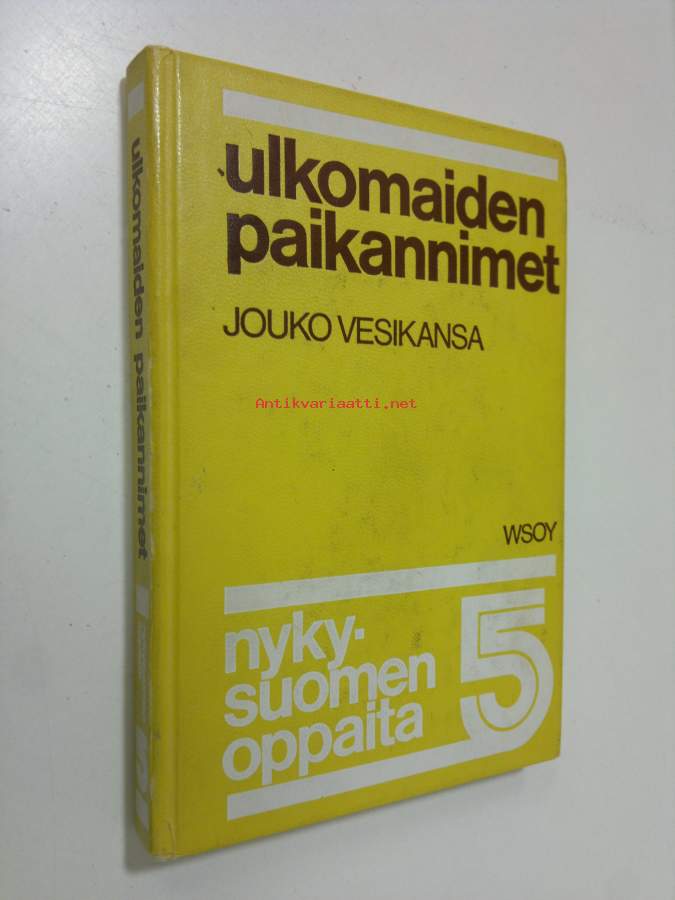 ulkomaiden
paikannimet
JOUKO VESIKANSA
Antikvariaatti.net
WSOY
nyky-
suomen
oppaita
5
ulkomaiden paikannimet